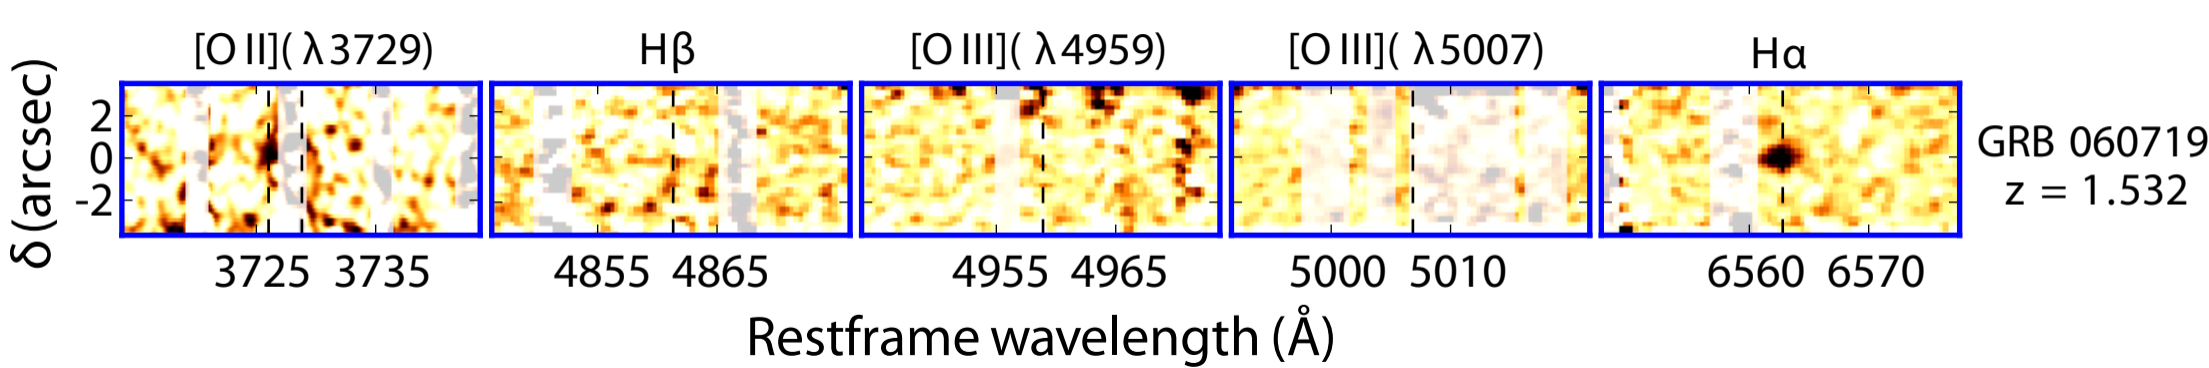 [O II]( λ3729) Hβ [O III]( λ4959) [O III]( λ5007) Hα
δ (arcsec)
2
0
-2
GRB 060719
z = 1.532
3725 3735 4855 4865 4955 4965 5000 5010 6560 6570
Restframe wavelength (Å)